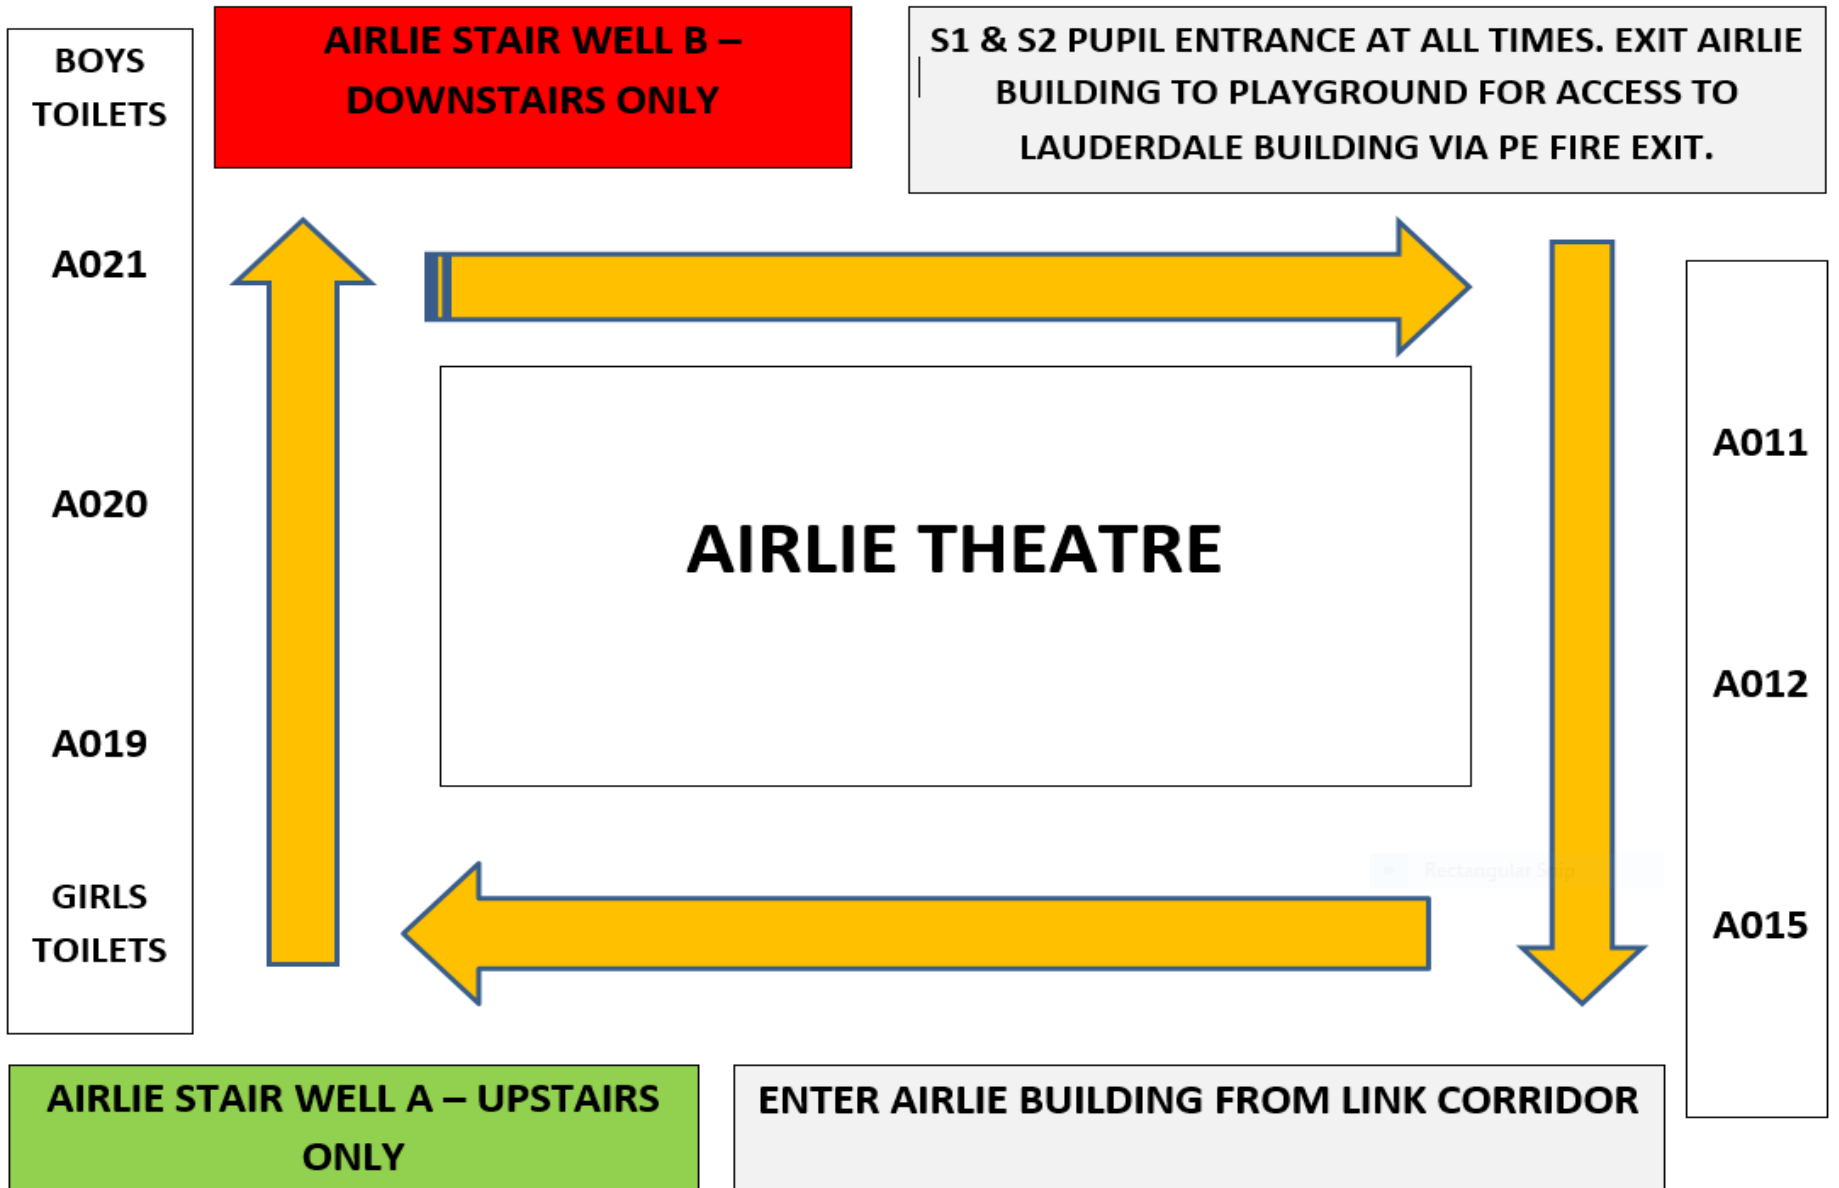 BOYS
TOILETS
A021
A020
A019
GIRLS
TOILETS
AIRLIE STAIR WELL B –
DOWNSTAIRS ONLY
S1 & S2 PUPIL ENTRANCE AT ALL TIMES. EXIT AIRLIE
BUILDING TO PLAYGROUND FOR ACCESS TO
LAUDERDALE BUILDING VIA PE FIRE EXIT.
AIRLIE THEATRE
A011
A012
A015
Rectangular Snip
AIRLIE STAIR WELL A – UPSTAIRS
ONLY
ENTER AIRLIE BUILDING FROM LINK CORRIDOR